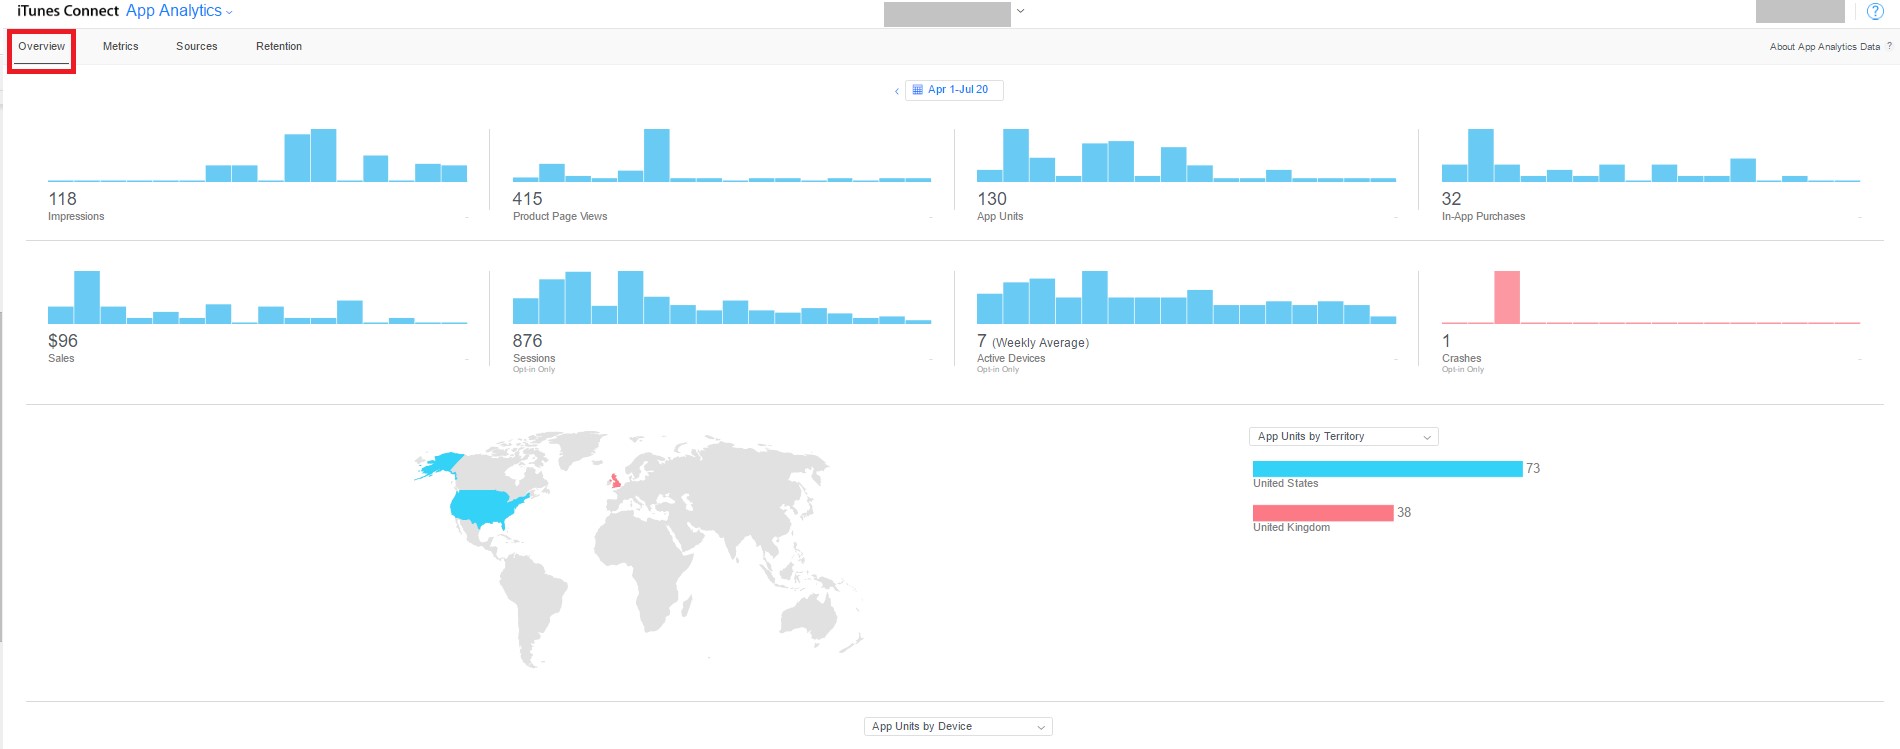 iTunes Connect App Analytics
?
Overview Metrics Sources Retention
About App Analytics Data ?
Apr 1-Jul 20
118
Impressions
415
Product Page Views
130
App Units
32
In-App Purchases
$96
Sales
876
Sessions
Opt-in Only
7 (Weekly Average)
Active Devices
Opt-in Only
1
Crashes
Opt-in Only
App Units by Territory
73
United States
38
United Kingdom
App Units by Device